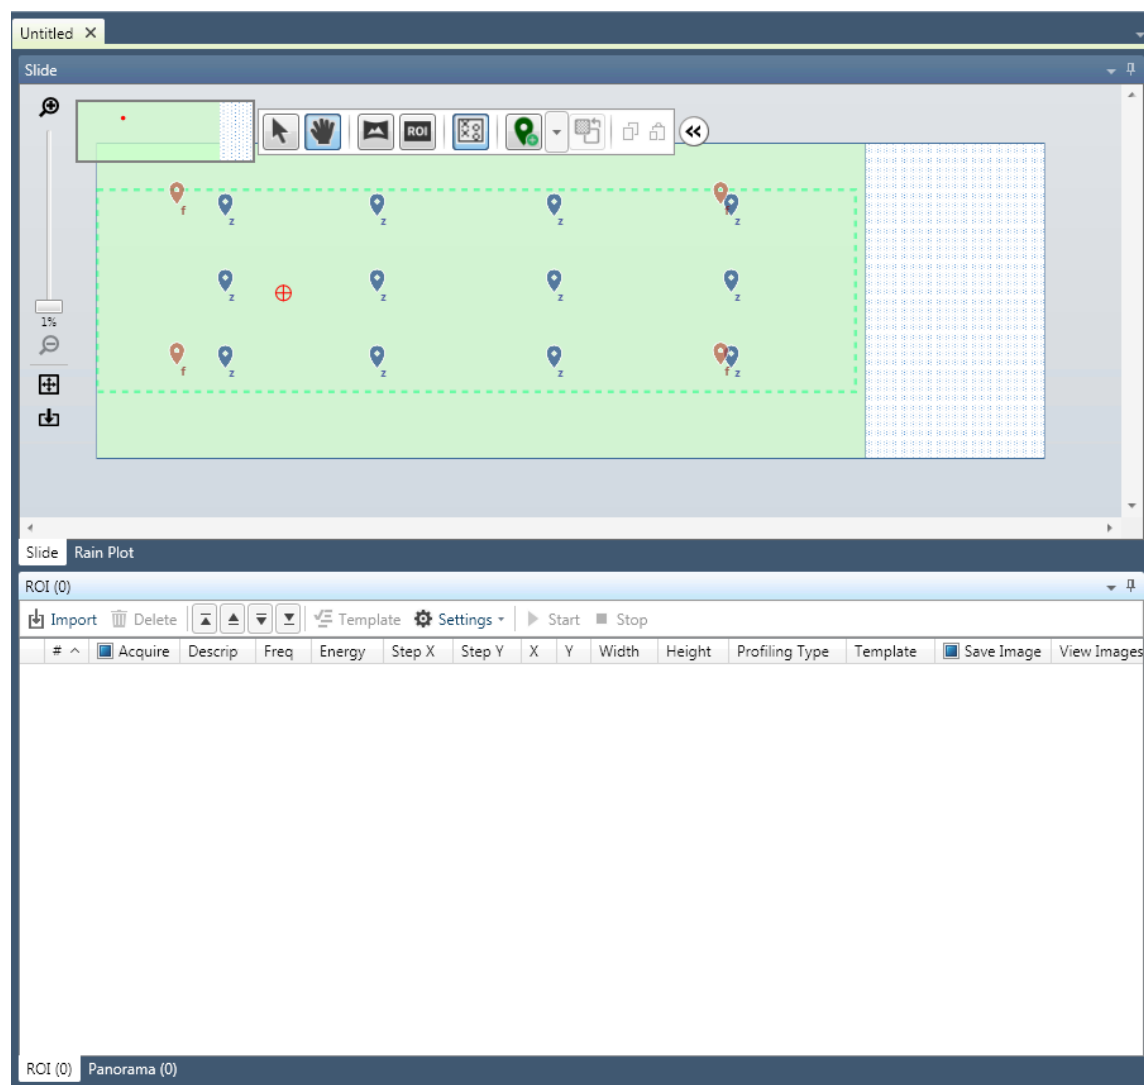 Untitled
Slide
ROI
f z z z f z
z z z z
1%
f z z z f z
Slide Rain Plot
ROI (0)
Import Delete Template Settings Start Stop
# Acquire Descrip Freq Energy Step X Step Y X Y Width Height Profiling Type Template Save Image View Images
ROI (0) Panorama (0)